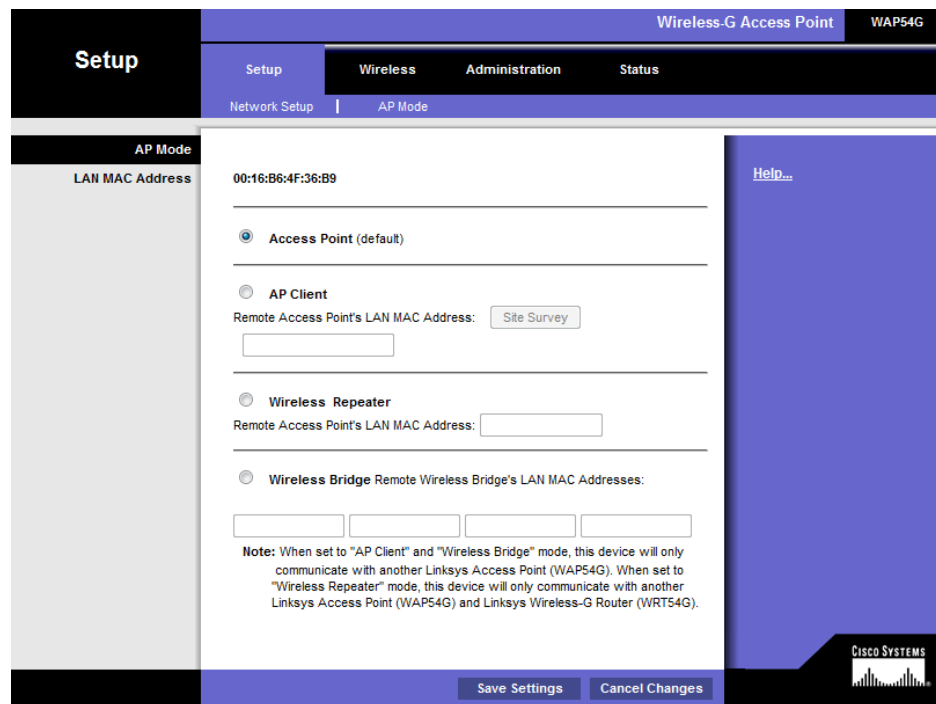 Wireless-G Access Point WAP54G
Setup
Setup Wireless Administration Status
Network Setup AP Mode
AP Mode
LAN MAC Address 00:16:B6:4F:36:B9
Help...
Access Point (default)
AP Client
Remote Access Point's LAN MAC Address: Site Survey
Wireless Repeater
Remote Access Point's LAN MAC Address:
Wireless Bridge Remote Wireless Bridge's LAN MAC Addresses:
Note: When set to "AP Client" and "Wireless Bridge" mode, this device will only
communicate with another Linksys Access Point (WAP54G). When set to
"Wireless Repeater" mode, this device will only communicate with another
Linksys Access Point (WAP54G) and Linksys Wireless-G Router (WRT54G).
CISCO SYSTEMS
Save Settings Cancel Changes